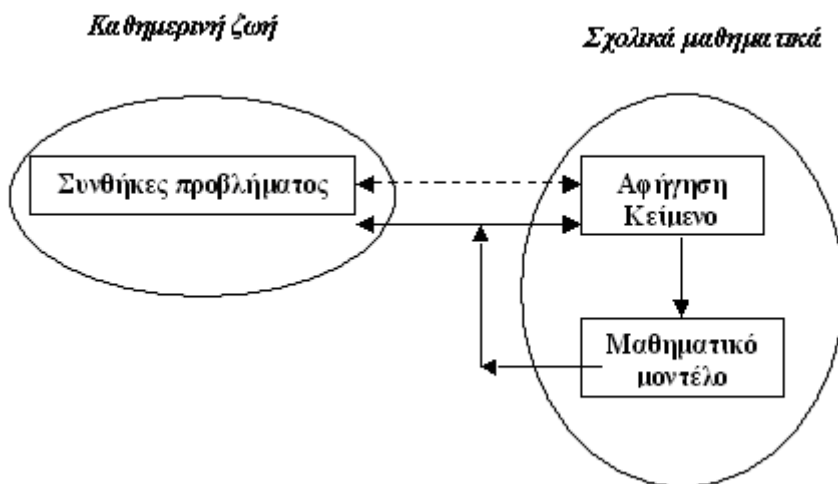 Καθημερινή ζωή
Σχολικά μαθηματικά
Συνθήκες προβλήματος
Αφήγηση
Κείμενο
Μαθηματικό
μοντέλο